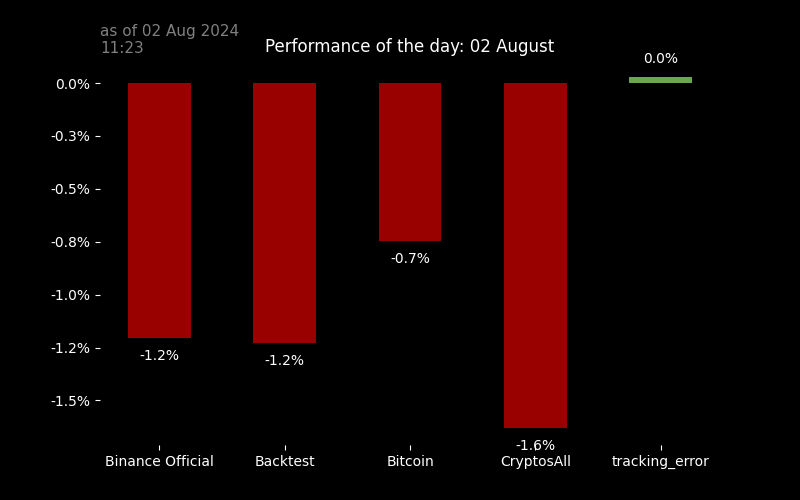 as of 02 Aug 2024
11:23
Performance of the day: 02 August
0.0%
0.0%
-0.3%
-0.5%
-0.8%
-0.7%
-1.0%
-1.2%
-1.2%
-1.2%
-1.5%
-1.6%
Binance Official
Backtest
Bitcoin
CryptosAll
tracking_error